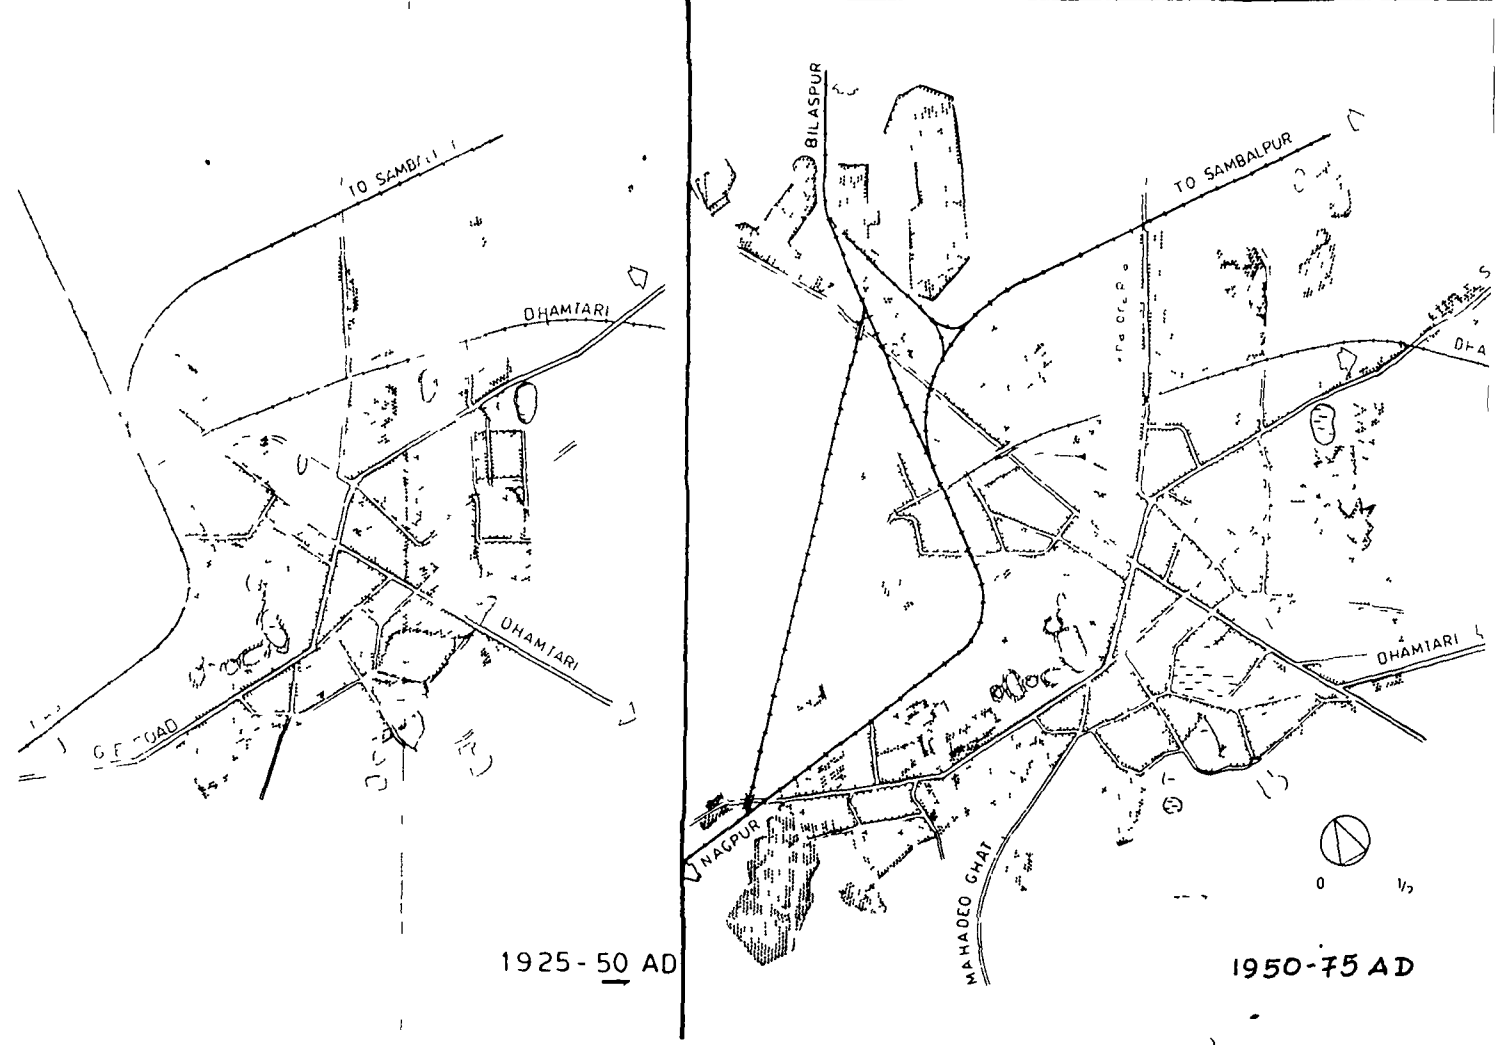 TO
DHAMTARI
DHAMTARI
G.E. ROAD
1925-50 AD
BILASPUR
TO SAMBALPUR
S
DHA
DHAMTARI
NAGPUR
MAHADEO GHAT
0 1/2
1950-75 AD